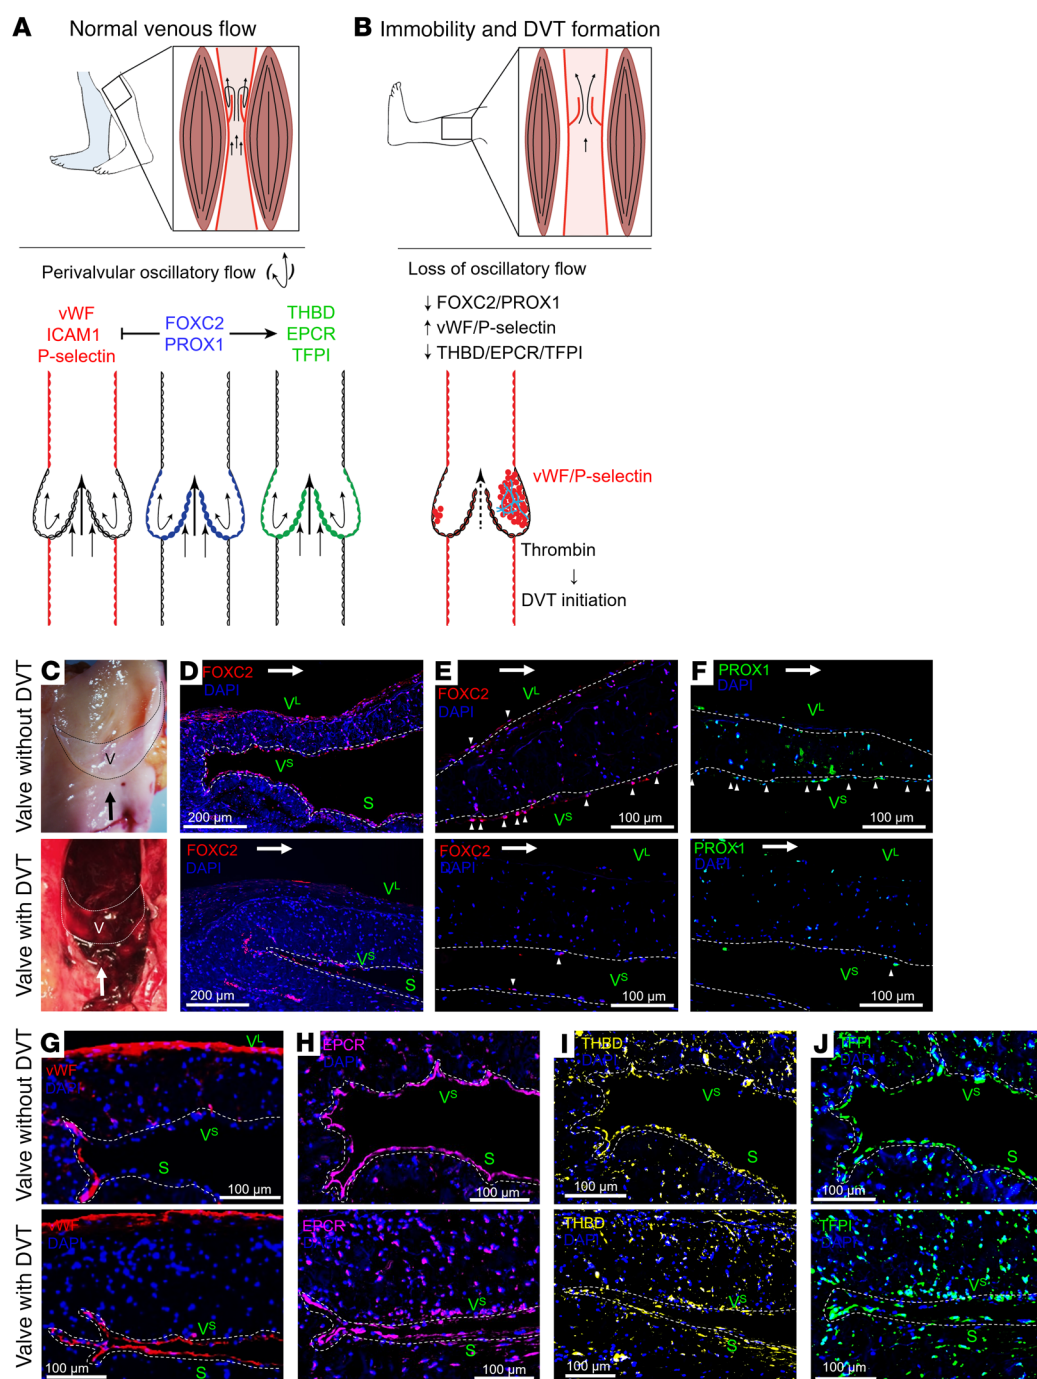 A
Normal venous flow
B
Immobility and DVT formation
Perivalvular oscillatory flow ( )
Loss of oscillatory flow
vWF
ICAM1
P-selectin
FOXC2
PROX1
THBD
EPCR
TFPI
↓ FOXC2/PROX1
↑ vWF/P-selectin
↓ THBD/EPCR/TFPI
vWF/P-selectin
Thrombin
↓
DVT initiation
Valve without DVT
C
V
D
FOXC2
DAPI
VL
VS
S
200 µm
E
FOXC2
DAPI
VL
VS
100 µm
F
PROX1
DAPI
VL
VS
100 µm
Valve with DVT
V
FOXC2
DAPI
VL
VS
S
200 µm
FOXC2
DAPI
VL
VS
100 µm
PROX1
DAPI
VL
VS
100 µm
Valve without DVT
G
vWF
DAPI
VL
VS
S
100 µm
H
EPCR
DAPI
VS
S
100 µm
I
THBD
DAPI
VS
S
100 µm
J
TFPI
DAPI
VS
S
100 µm
Valve with DVT
vWF
DAPI
VS
S
100 µm
EPCR
DAPI
VS
S
100 µm
THBD
DAPI
VS
S
100 µm
TFPI
DAPI
VS
S
100 µm